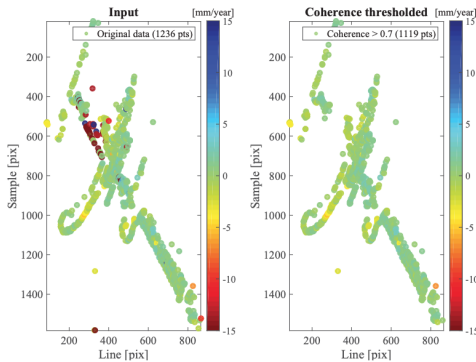 Input
[mm/year]
Original data (1236 pts)
Sample [pix]
200
400
600
800
1000
1200
1400
200 400 600 800
Line [pix]
15
10
5
0
-5
-10
-15
Coherence thresholded
[mm/year]
Coherence > 0.7 (1119 pts)
Sample [pix]
200
400
600
800
1000
1200
1400
200 400 600 800
Line [pix]
15
10
5
0
-5
-10
-15